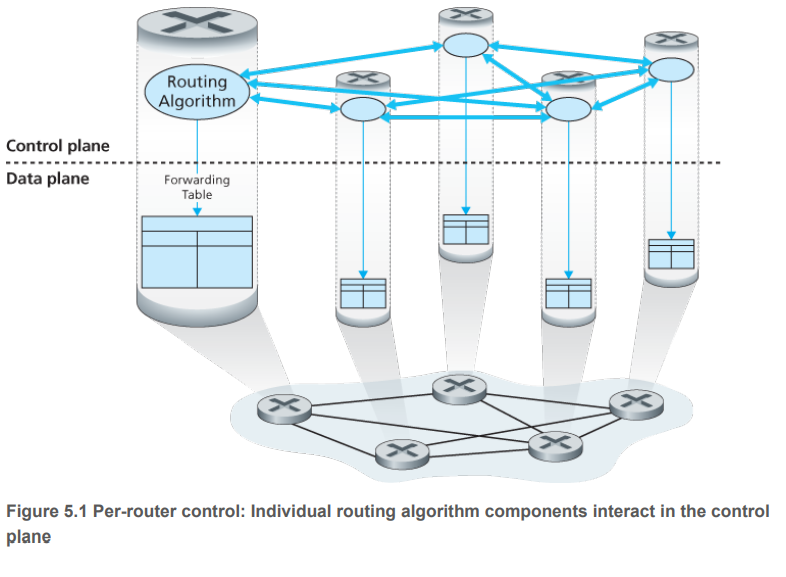 Routing
Algorithm
Control plane
Data plane
Forwarding
Table
Figure 5.1 Per-router control: Individual routing algorithm components interact in the control
plane